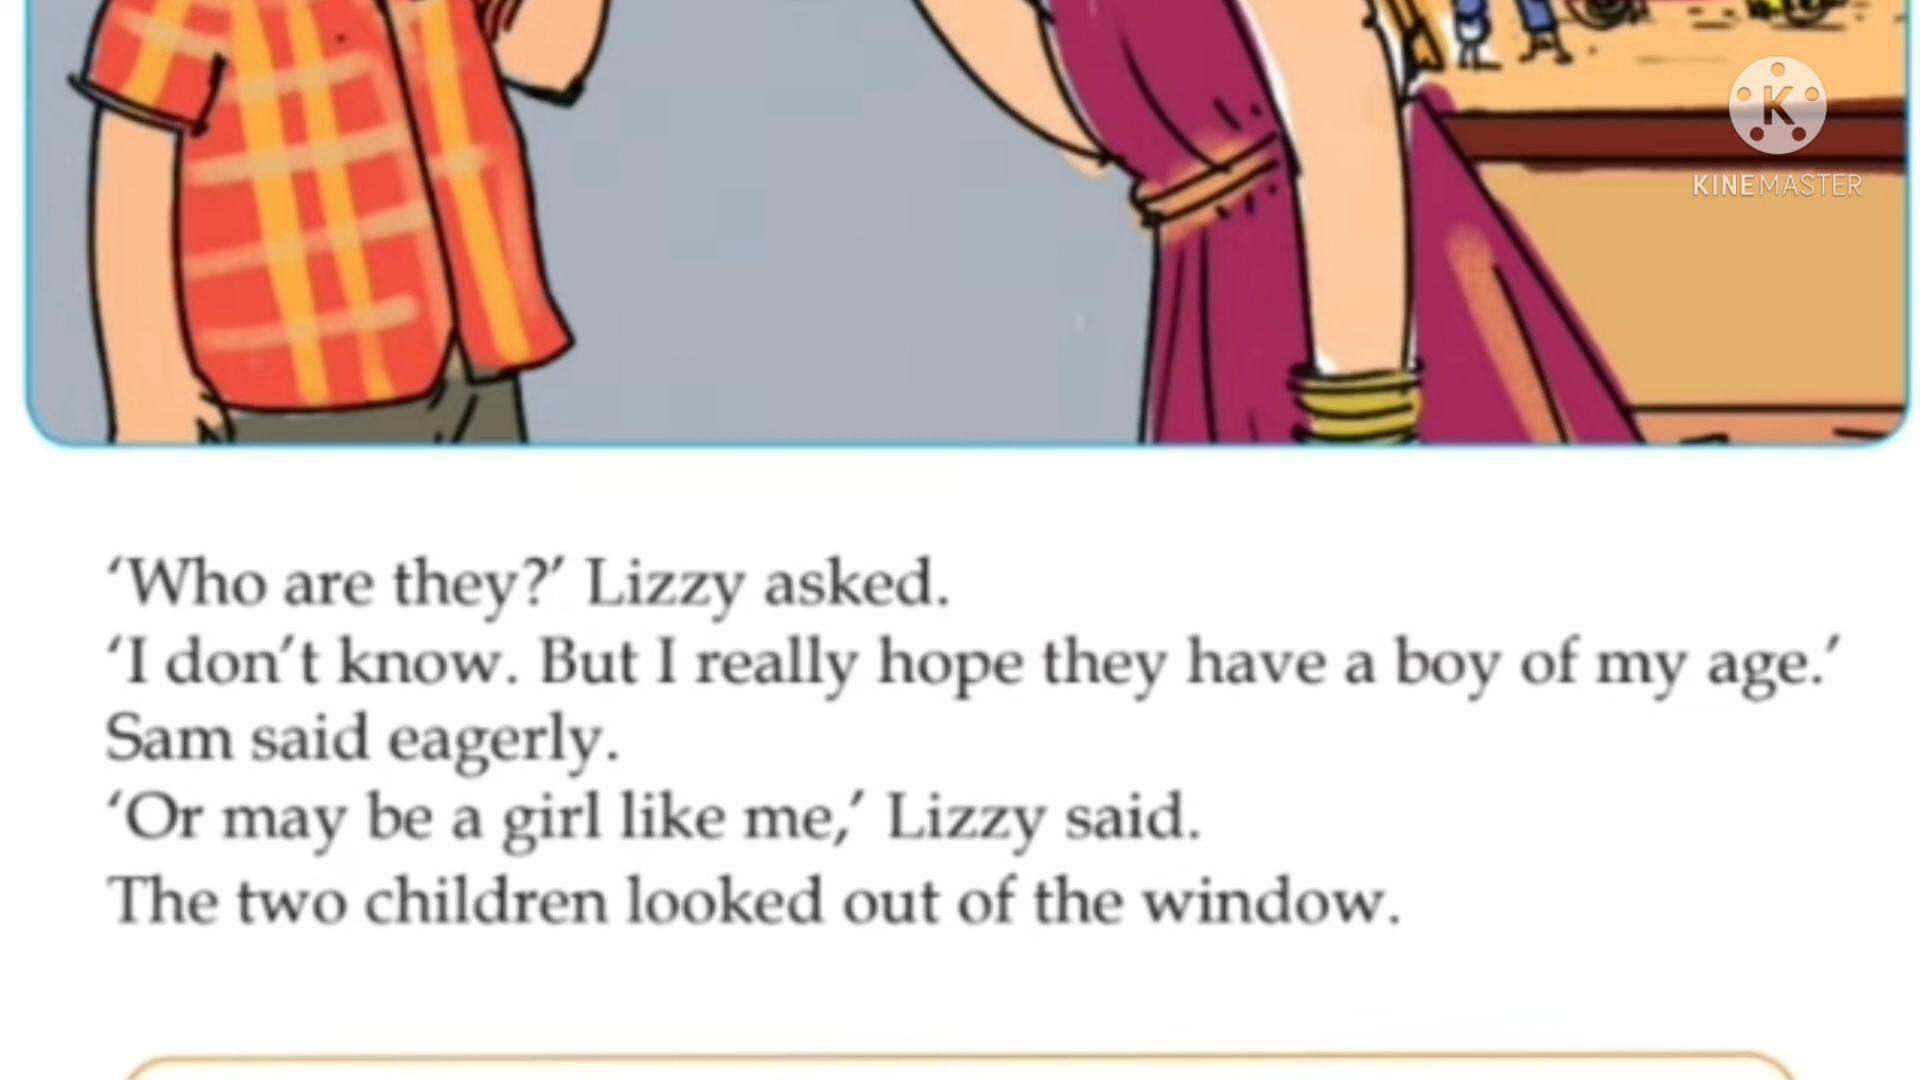 KINEMASTER
‘Who are they?’ Lizzy asked.
‘I don’t know. But I really hope they have a boy of my age.’
Sam said eagerly.
‘Or may be a girl like me,’ Lizzy said.
The two children looked out of the window.